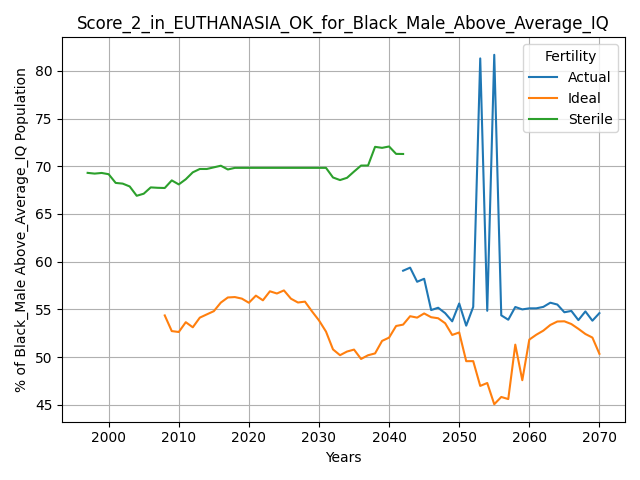 Score_2_in_EUTHANASIA_OK_for_Black_Male_Above_Average_IQ
% of Black_Male Above_Average_IQ Population
80
75
70
65
60
55
50
45
Fertility
Actual
Ideal
Sterile
2000 2010 2020 2030 2040 2050 2060 2070
Years